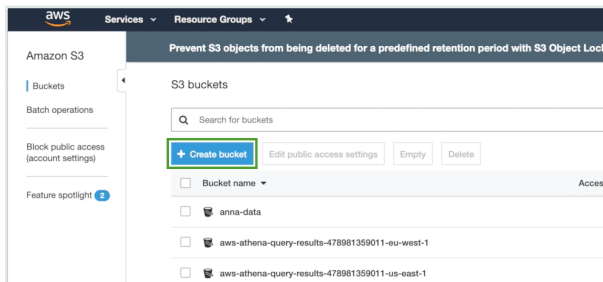 aws Services Resource Groups
Amazon S3
Prevent S3 objects from being deleted for a predefined retention period with S3 Object Loc
Buckets
Batch operations
Block public access
(account settings)
Feature spotlight 2
S3 buckets
Search for buckets
+ Create bucket Edit public access settings Empty Delete
Bucket name Acces
anna-data
aws-athena-query-results-478981359011-eu-west-1
aws-athena-query-results-478981359011-us-east-1